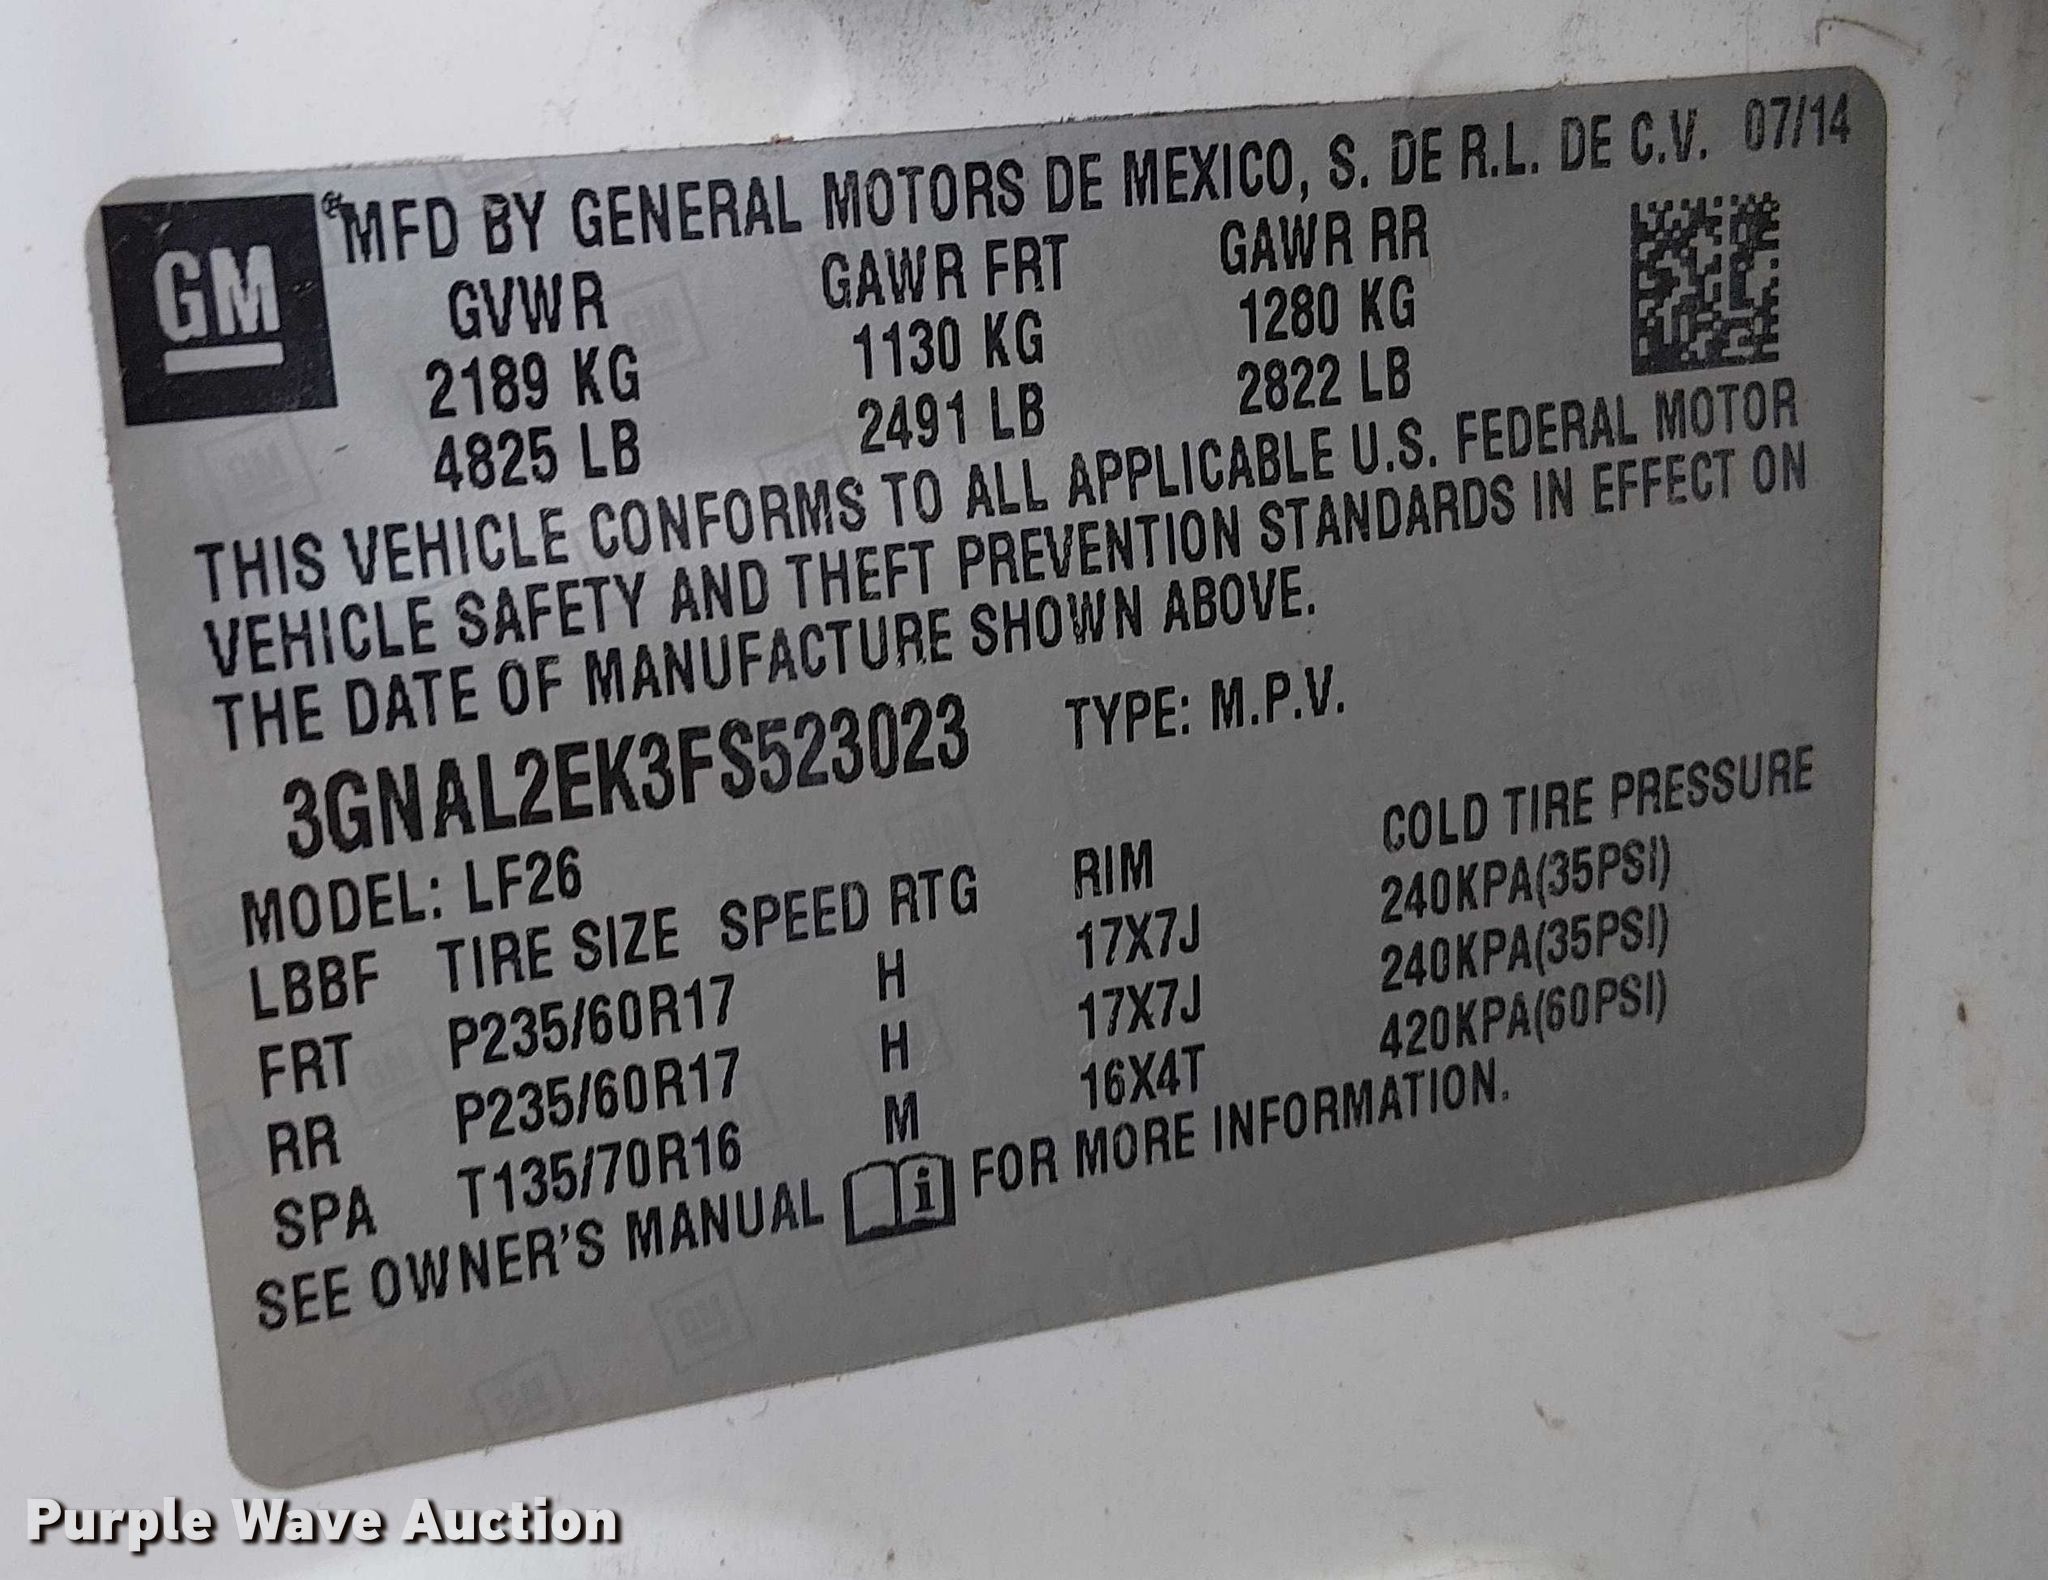 GM ® MFD BY GENERAL MOTORS DE MEXICO, S. DE R.L. DE C.V. 07/14
GVWR GAWR FRT GAWR RR
2189 KG 1130 KG 1280 KG
4825 LB 2491 LB 2822 LB
THIS VEHICLE CONFORMS TO ALL APPLICABLE U.S. FEDERAL MOTOR
VEHICLE SAFETY AND THEFT PREVENTION STANDARDS IN EFFECT ON
THE DATE OF MANUFACTURE SHOWN ABOVE.
3GNAL2EK3FS523023 TYPE: M.P.V.
MODEL: LF26
LBBF TIRE SIZE SPEED RTG RIM COLD TIRE PRESSURE
FRT P235/60R17 H 17X7J 240KPA(35PSI)
RR P235/60R17 H 17X7J 240KPA(35PSI)
SPA T135/70R16 M 16X4T 420KPA(60PSI)
SEE OWNER'S MANUAL i FOR MORE INFORMATION.
Purple Wave Auction